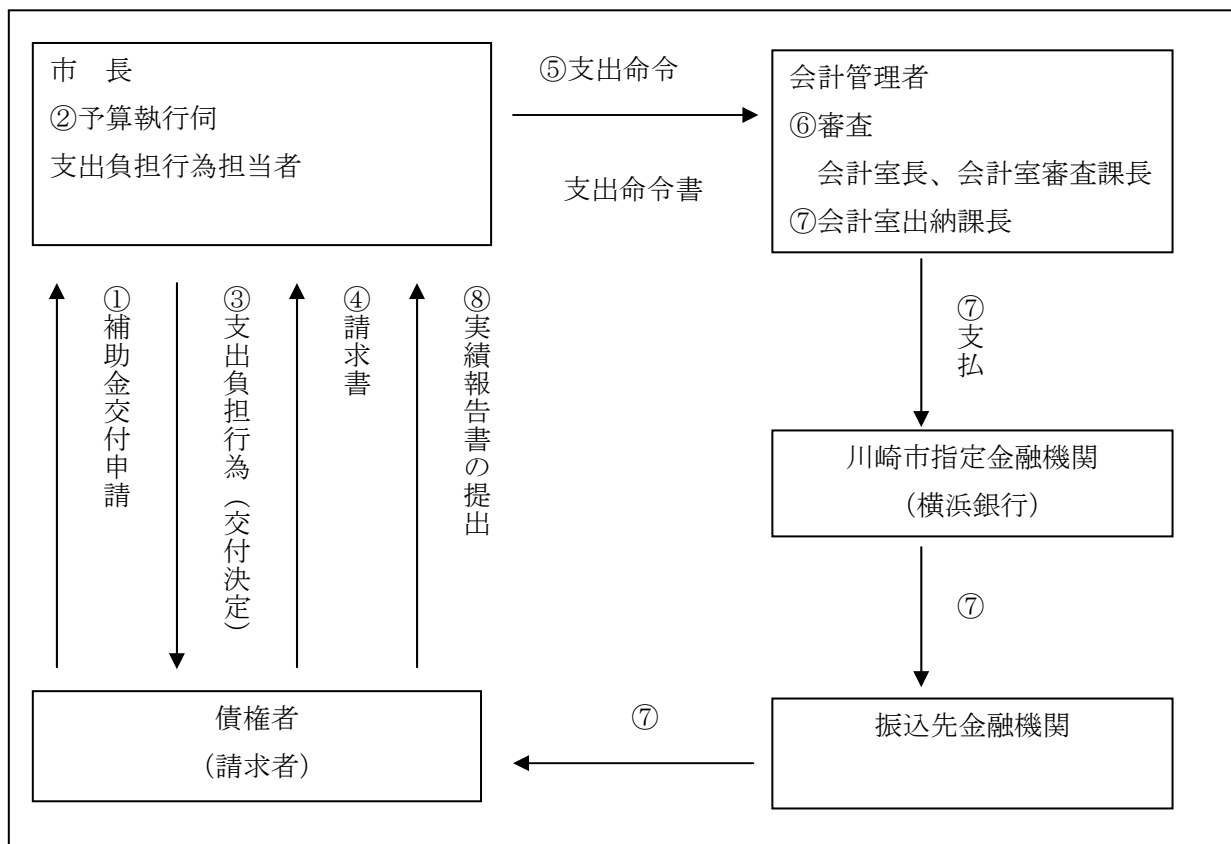 市　長
②予算執行伺
支出負担行為担当者
⑤支出命令
支出命令書
会計管理者
⑥審査
会計室長、会計室審査課長
⑦会計室出納課長
①補助金交付申請
③支出負担行為（交付決定）
④請求書
⑧実績報告書の提出
⑦支払
川崎市指定金融機関
（横浜銀行）
⑦
振込先金融機関
⑦
債権者
（請求者）